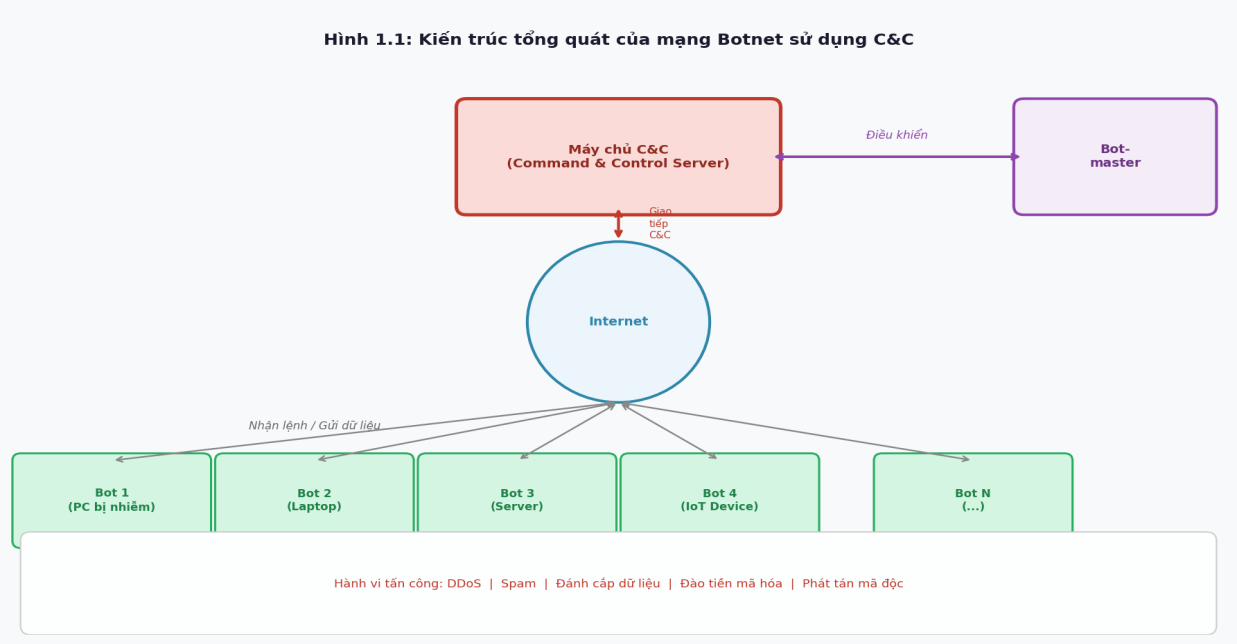 Hình 1.1: Kiến trúc tổng quát của mạng Botnet sử dụng C&C
Máy chủ C&C
(Command & Control Server)
Điều khiển
Bot-
master
Giao
tiếp
C&C
Internet
Nhận lệnh / Gửi dữ liệu
Bot 1
(PC bị nhiễm)
Bot 2
(Laptop)
Bot 3
(Server)
Bot 4
(IoT Device)
Bot N
(...)
Hành vi tấn công: DDoS | Spam | Đánh cắp dữ liệu | Đào tiền mã hóa | Phát tán mã độc